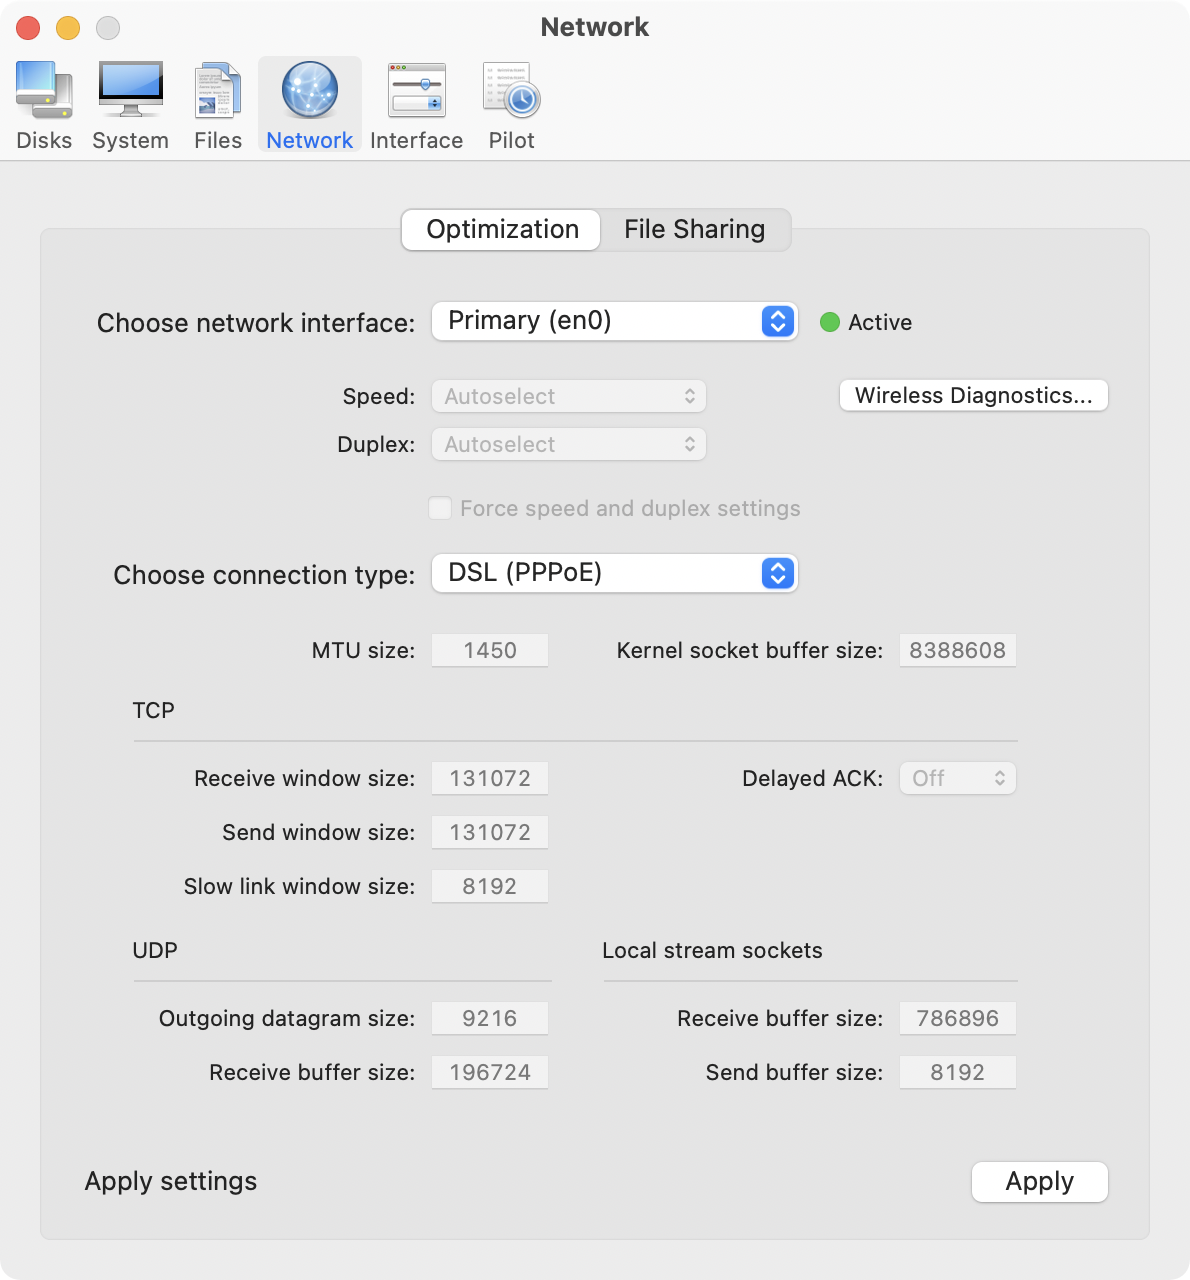 Network
Disks System Files Network Interface Pilot
Optimization File Sharing
Choose network interface: Primary (en0) Active
Speed: Autoselect Wireless Diagnostics...
Duplex: Autoselect
Force speed and duplex settings
Choose connection type: DSL (PPPoE)
MTU size: 1450 Kernel socket buffer size: 8388608
TCP
Receive window size: 131072 Delayed ACK: Off
Send window size: 131072
Slow link window size: 8192
UDP Local stream sockets
Outgoing datagram size: 9216 Receive buffer size: 786896
Receive buffer size: 196724 Send buffer size: 8192
Apply settings Apply